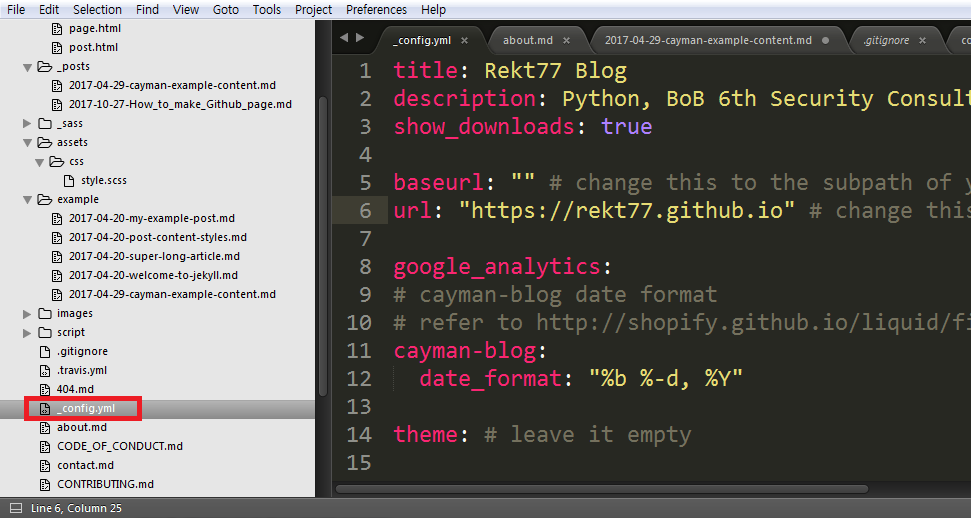 File Edit Selection Find View Goto Tools Project Preferences Help
page.html
post.html
_posts
2017-04-29-cayman-example-content.md
2017-10-27-How_to_make_Github_page.md
_sass
assets
css
style.scss
example
2017-04-20-my-example-post.md
2017-04-20-post-content-styles.md
2017-04-20-super-long-article.md
2017-04-20-welcome-to-jekyll.md
2017-04-29-cayman-example-content.md
images
script
.gitignore
.travis.yml
404.md
_config.yml
about.md
CODE_OF_CONDUCT.md
contact.md
CONTRIBUTING.md
_config.yml × about.md × 2017-04-29-cayman-example-content.md .gitignore × co
1 title: Rekt77 Blog
2 description: Python, BoB 6th Security Consult
3 show_downloads: true
4
5 baseurl: "" # change this to the subpath of y
6 url: "https://rekt77.github.io" # change this
7
8 google_analytics:
9 # cayman-blog date format
10 # refer to http://shopify.github.io/liquid/fi
11 cayman-blog:
12 date_format: "%b %-d, %Y"
13
14 theme: # leave it empty
15
Line 6, Column 25